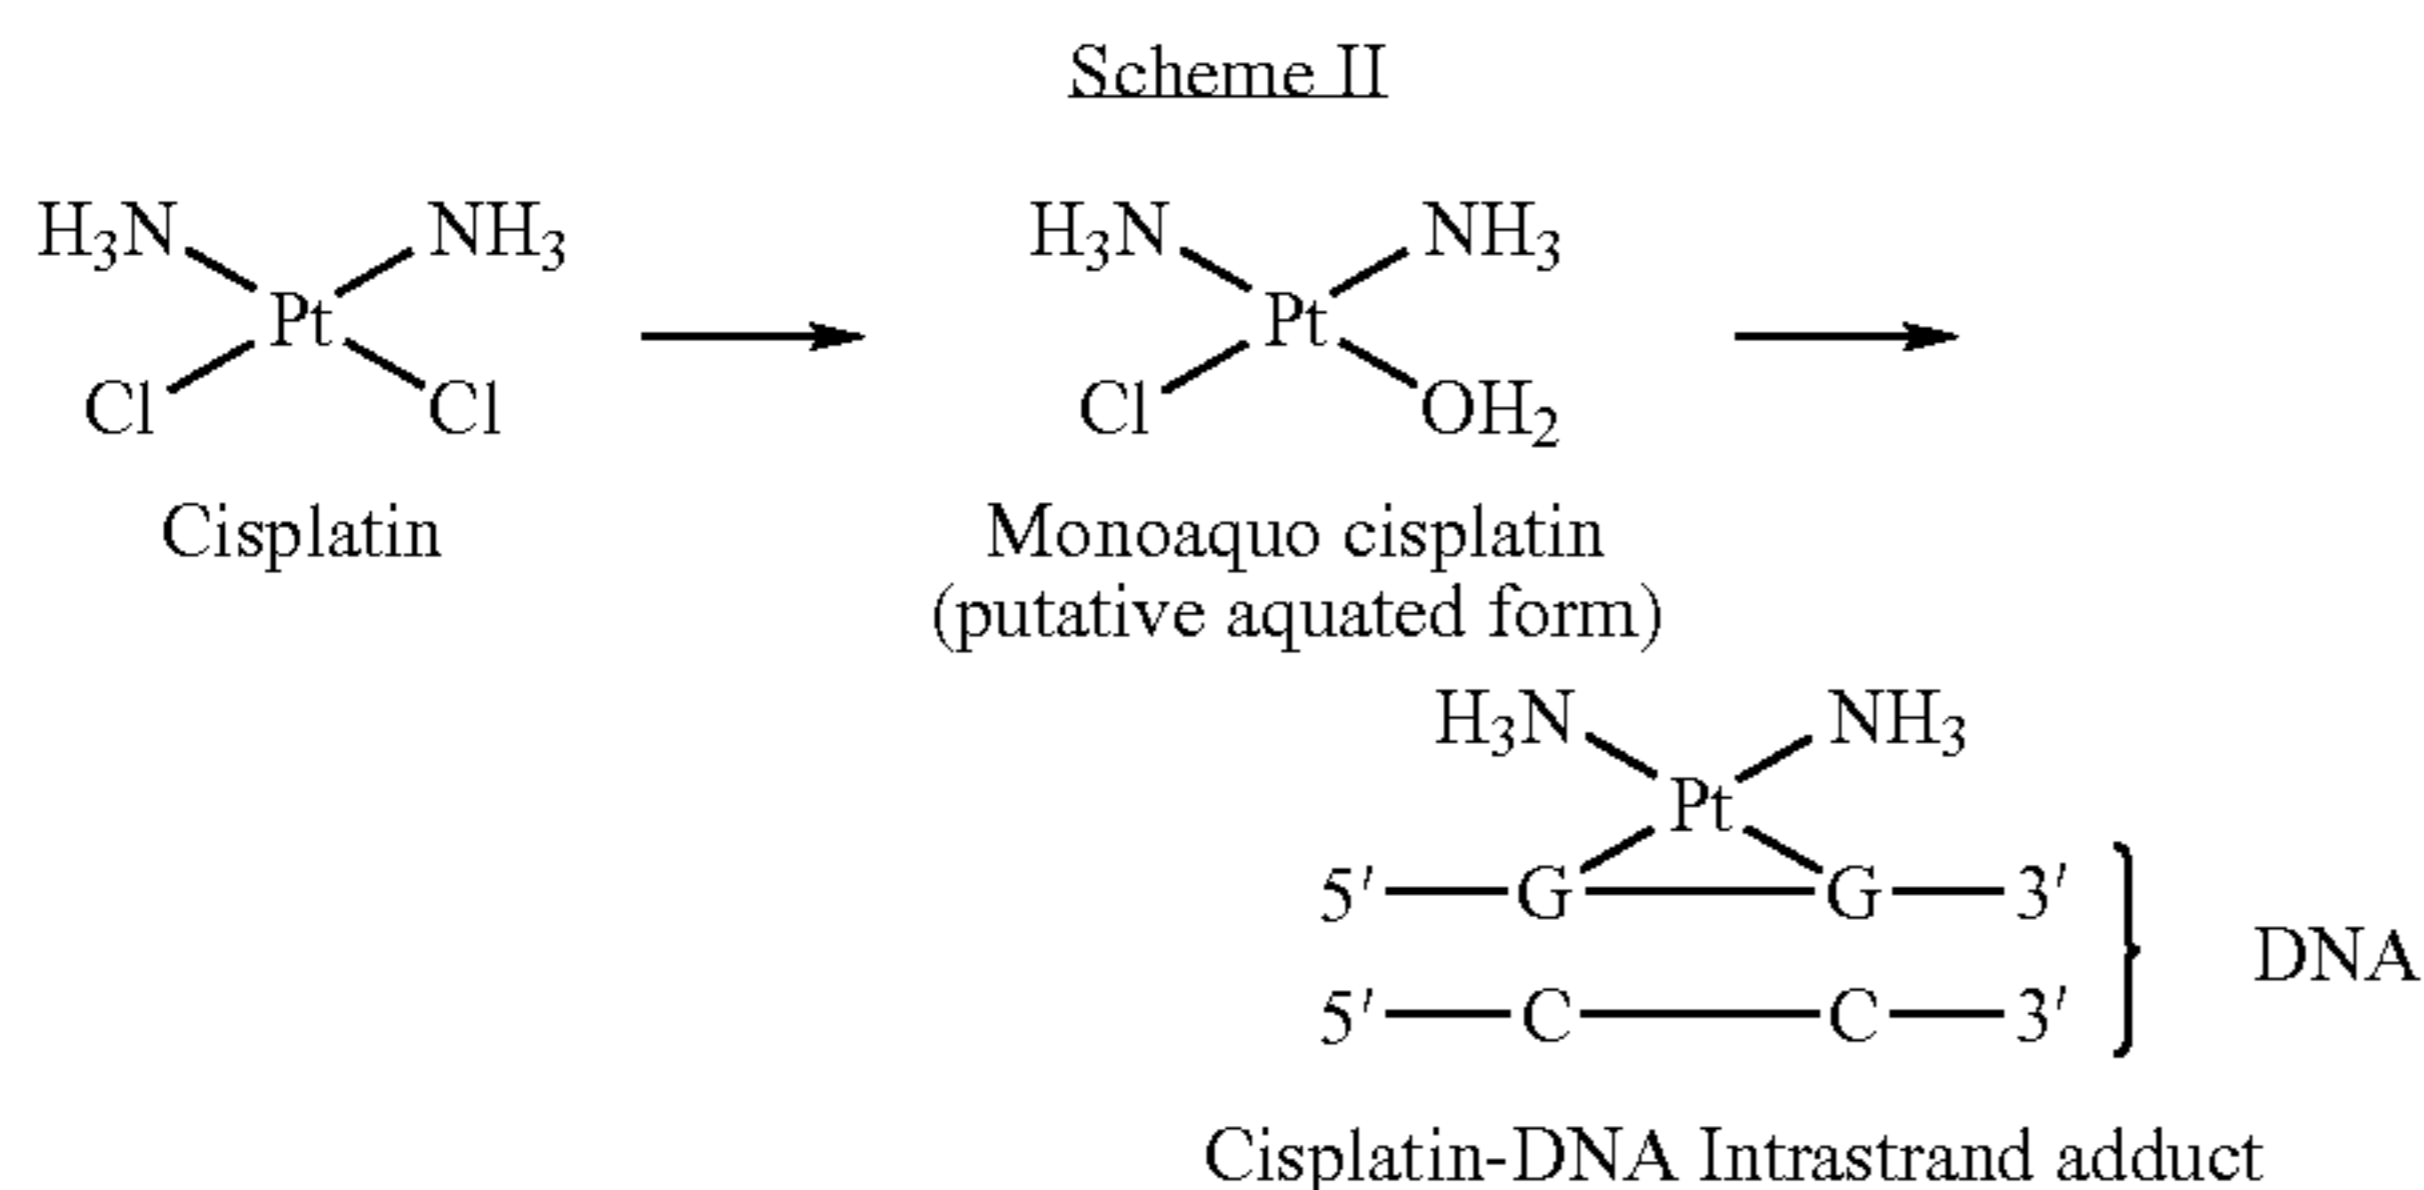 Scheme II
H₃N NH₃ H₃N NH₃
Pt Pt
Cl Cl Cl OH₂
Cisplatin Monoaquo cisplatin
(putative aquated form)
H₃N NH₃
Pt
5′ G G 3′
DNA
5′ C C 3′
Cisplatin-DNA Intrastrand adduct